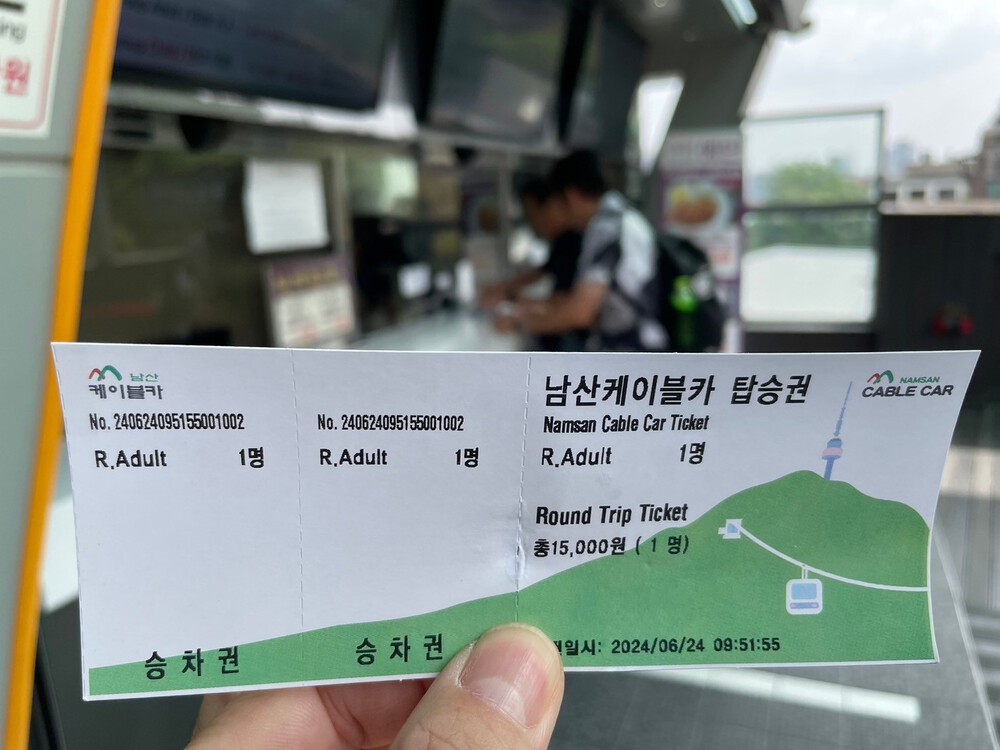 원
남산
케이블카
No. 240624095155001002
R.Adult 1명
승 차 권
No. 240624095155001002
R.Adult 1명
승 차 권
남산케이블카 탑승권
Namsan Cable Car Ticket
R.Adult 1명
Round Trip Ticket
총15,000원 ( 1 명)
일시: 2024/06/24 09:51:55
NAMSAN
CABLE CAR